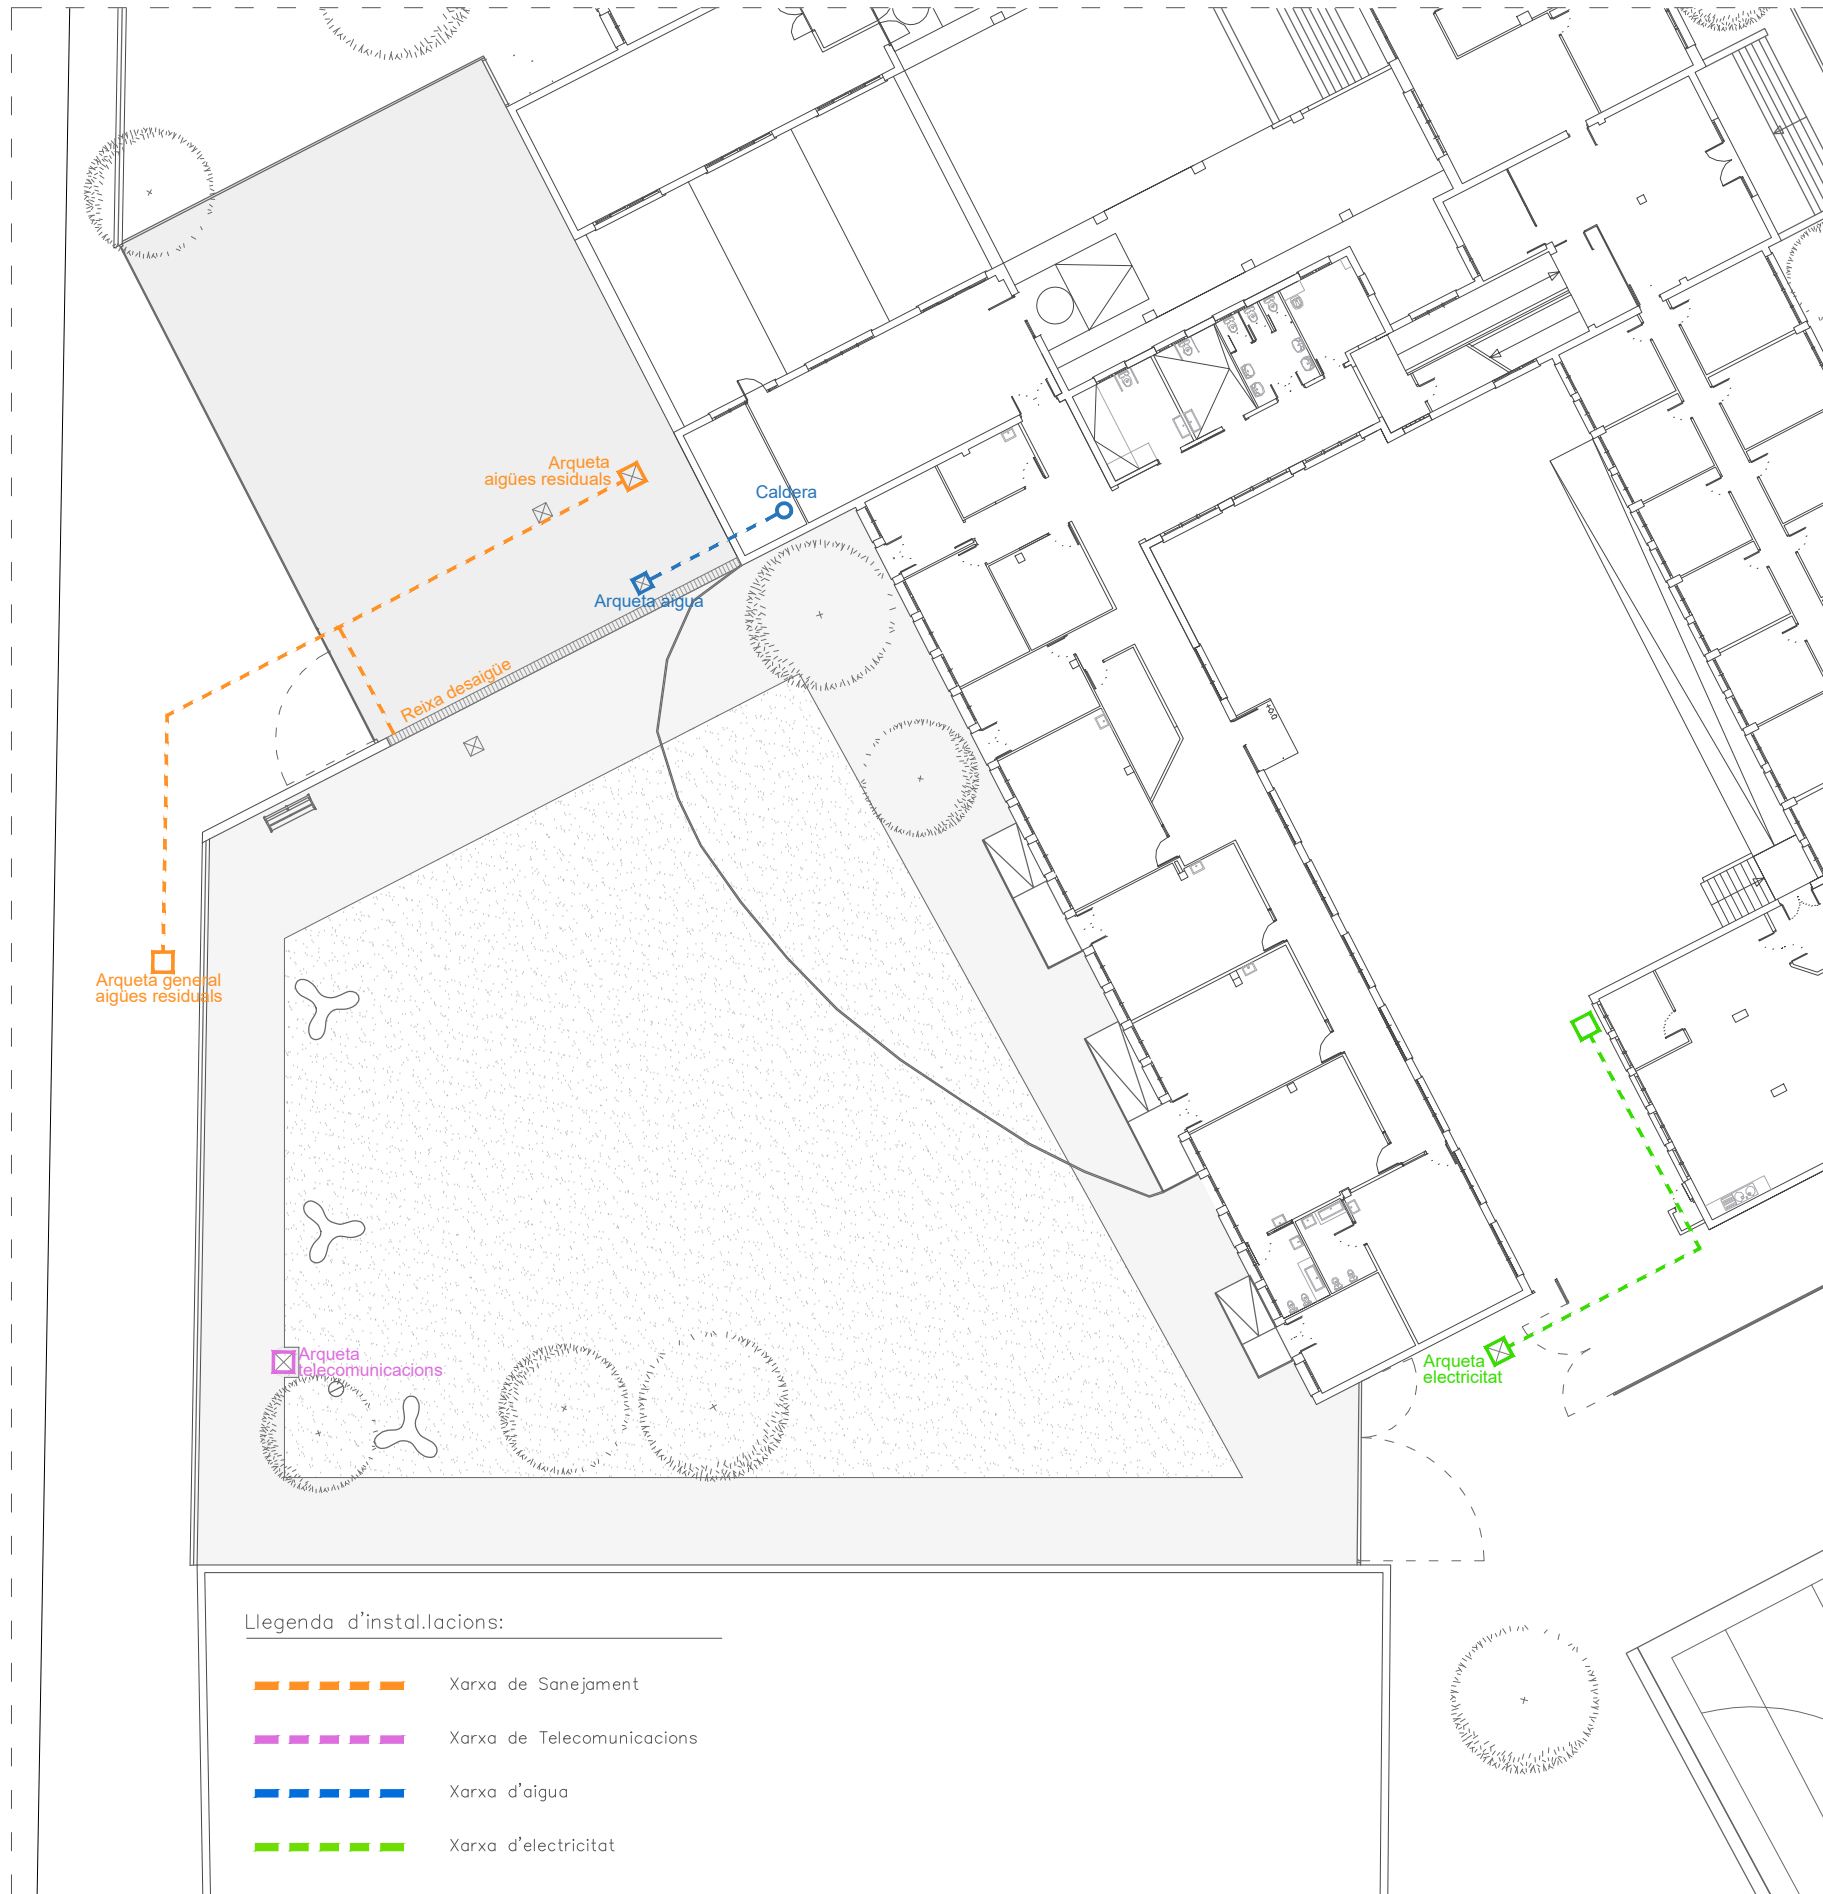 Arqueta
aigües residuals
Caldera
Arqueta aigua
Reixa desaigüe
Arqueta general
aigües residuals
Arqueta
telecomunicacions
Arqueta
electricitat
Llegenda d'instal.lacions:
Xarxa de Sanejament
Xarxa de Telecomunicacions
Xarxa d'aigua
Xarxa d'electricitat